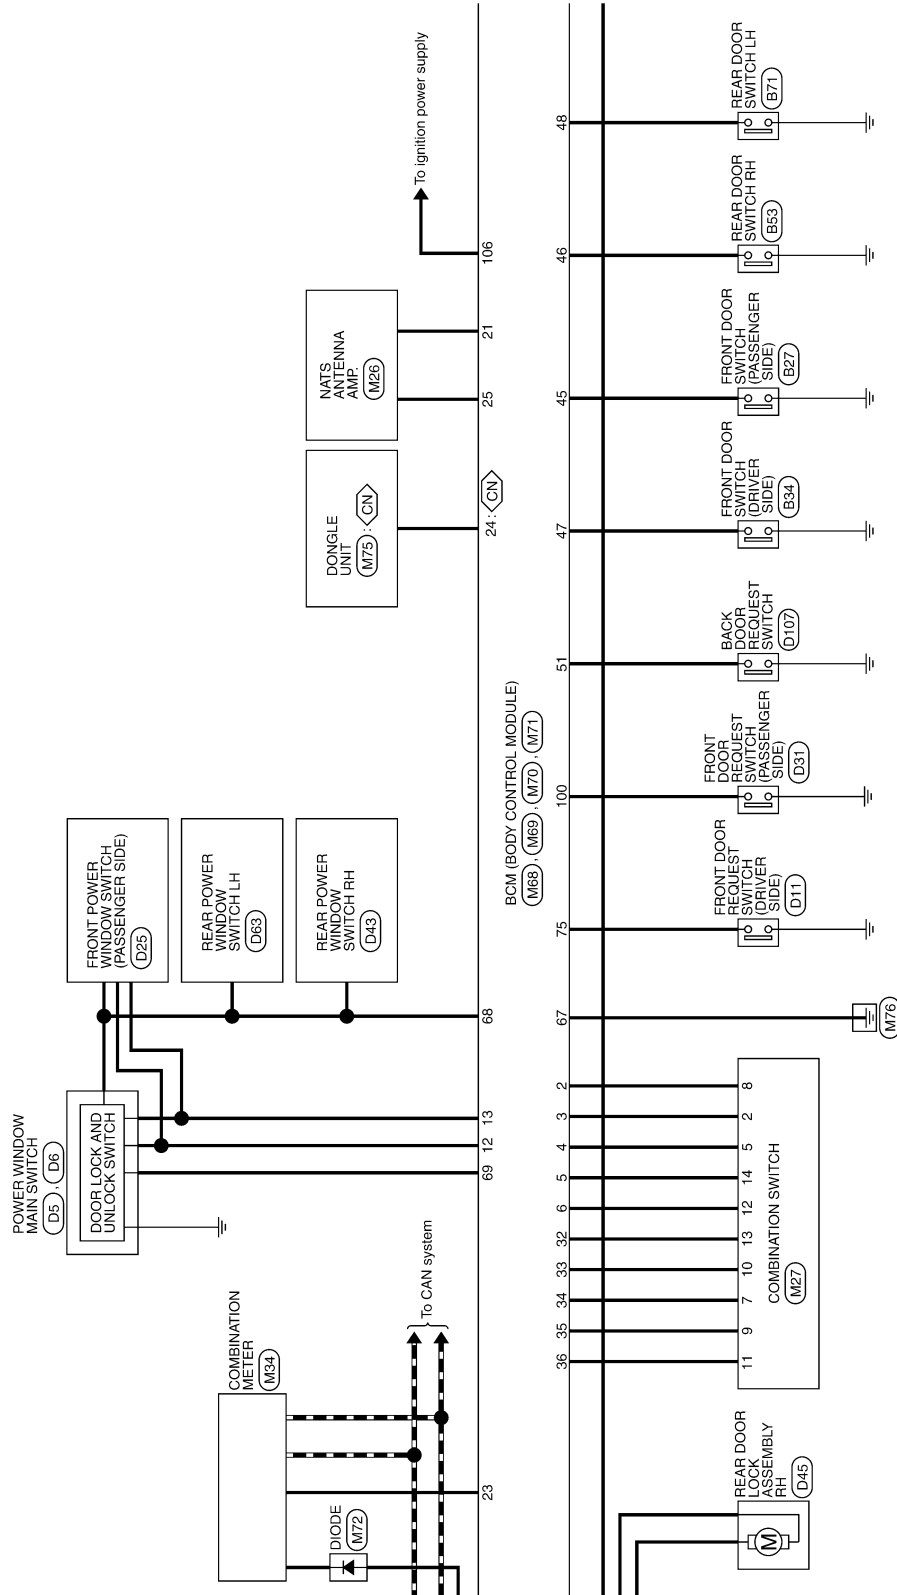 POWER WINDOW
MAIN SWITCH
D5 , D6
DOOR LOCK AND
UNLOCK SWITCH
FRONT POWER
WINDOW SWITCH
(PASSENGER SIDE)
D25
REAR POWER
WINDOW
SWITCH LH
D63
REAR POWER
WINDOW
SWITCH RH
D43
COMBINATION
METER
M34
DIODE
M72
To CAN system
DONGLE
UNIT
M75 : CN
NATS
ANTENNA
AMP.
M26
To ignition power supply
23
69
12
13
68
24 : CN
25
21
106
BCM (BODY CONTROL MODULE)
M68 , M69 , M70 , M71
36
35
34
33
32
6
5
4
3
2
67
75
100
51
47
45
46
48
REAR DOOR
LOCK
ASSEMBLY
RH
D45
M
11
9
7
10
13
12
14
5
2
8
COMBINATION SWITCH
M27
M76
FRONT DOOR
REQUEST
SWITCH
(DRIVER
SIDE)
D11
FRONT
DOOR
REQUEST
SWITCH
(PASSENGER
SIDE)
D31
BACK
DOOR
REQUEST
SWITCH
D107
FRONT DOOR
SWITCH
(DRIVER
SIDE)
B34
FRONT DOOR
SWITCH
(PASSENGER
SIDE)
B27
REAR DOOR
SWITCH RH
B53
REAR DOOR
SWITCH LH
B71